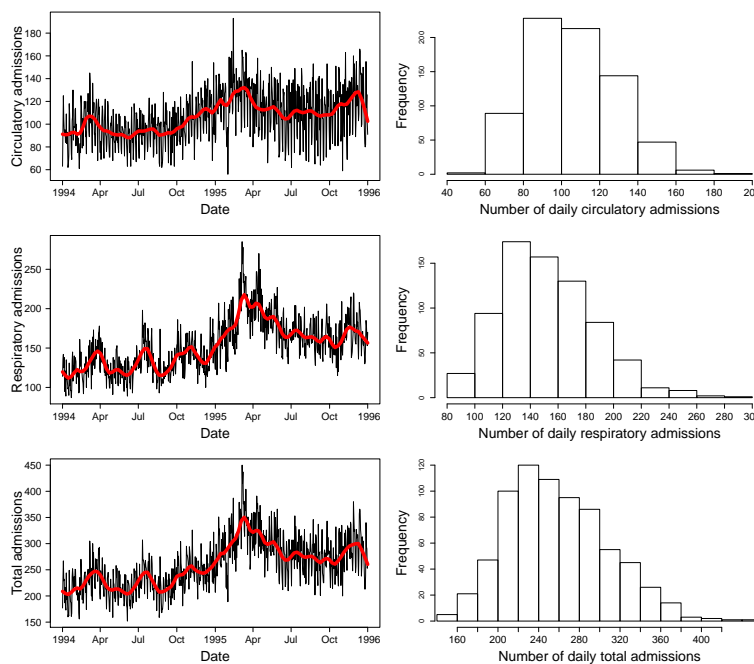 Circulatory admissions
180
160
140
120
100
80
60
1994 Apr Jul Oct 1995 Apr Jul Oct 1996
Date
Frequency
200
150
100
50
0
40 60 80 100 120 140 160 180 200
Number of daily circulatory admissions
Respiratory admissions
250
200
150
100
1994 Apr Jul Oct 1995 Apr Jul Oct 1996
Date
Frequency
150
100
50
0
80 100 120 140 160 180 200 220 240 260 280 300
Number of daily respiratory admissions
Total admissions
450
400
350
300
250
200
150
1994 Apr Jul Oct 1995 Apr Jul Oct 1996
Date
Frequency
120
100
80
60
40
20
0
160 200 240 280 320 360 400
Number of daily total admissions